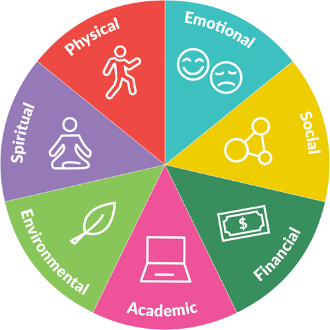 Emotional
Social
Financial
$
Academic
Environmental
Spiritual
Physical